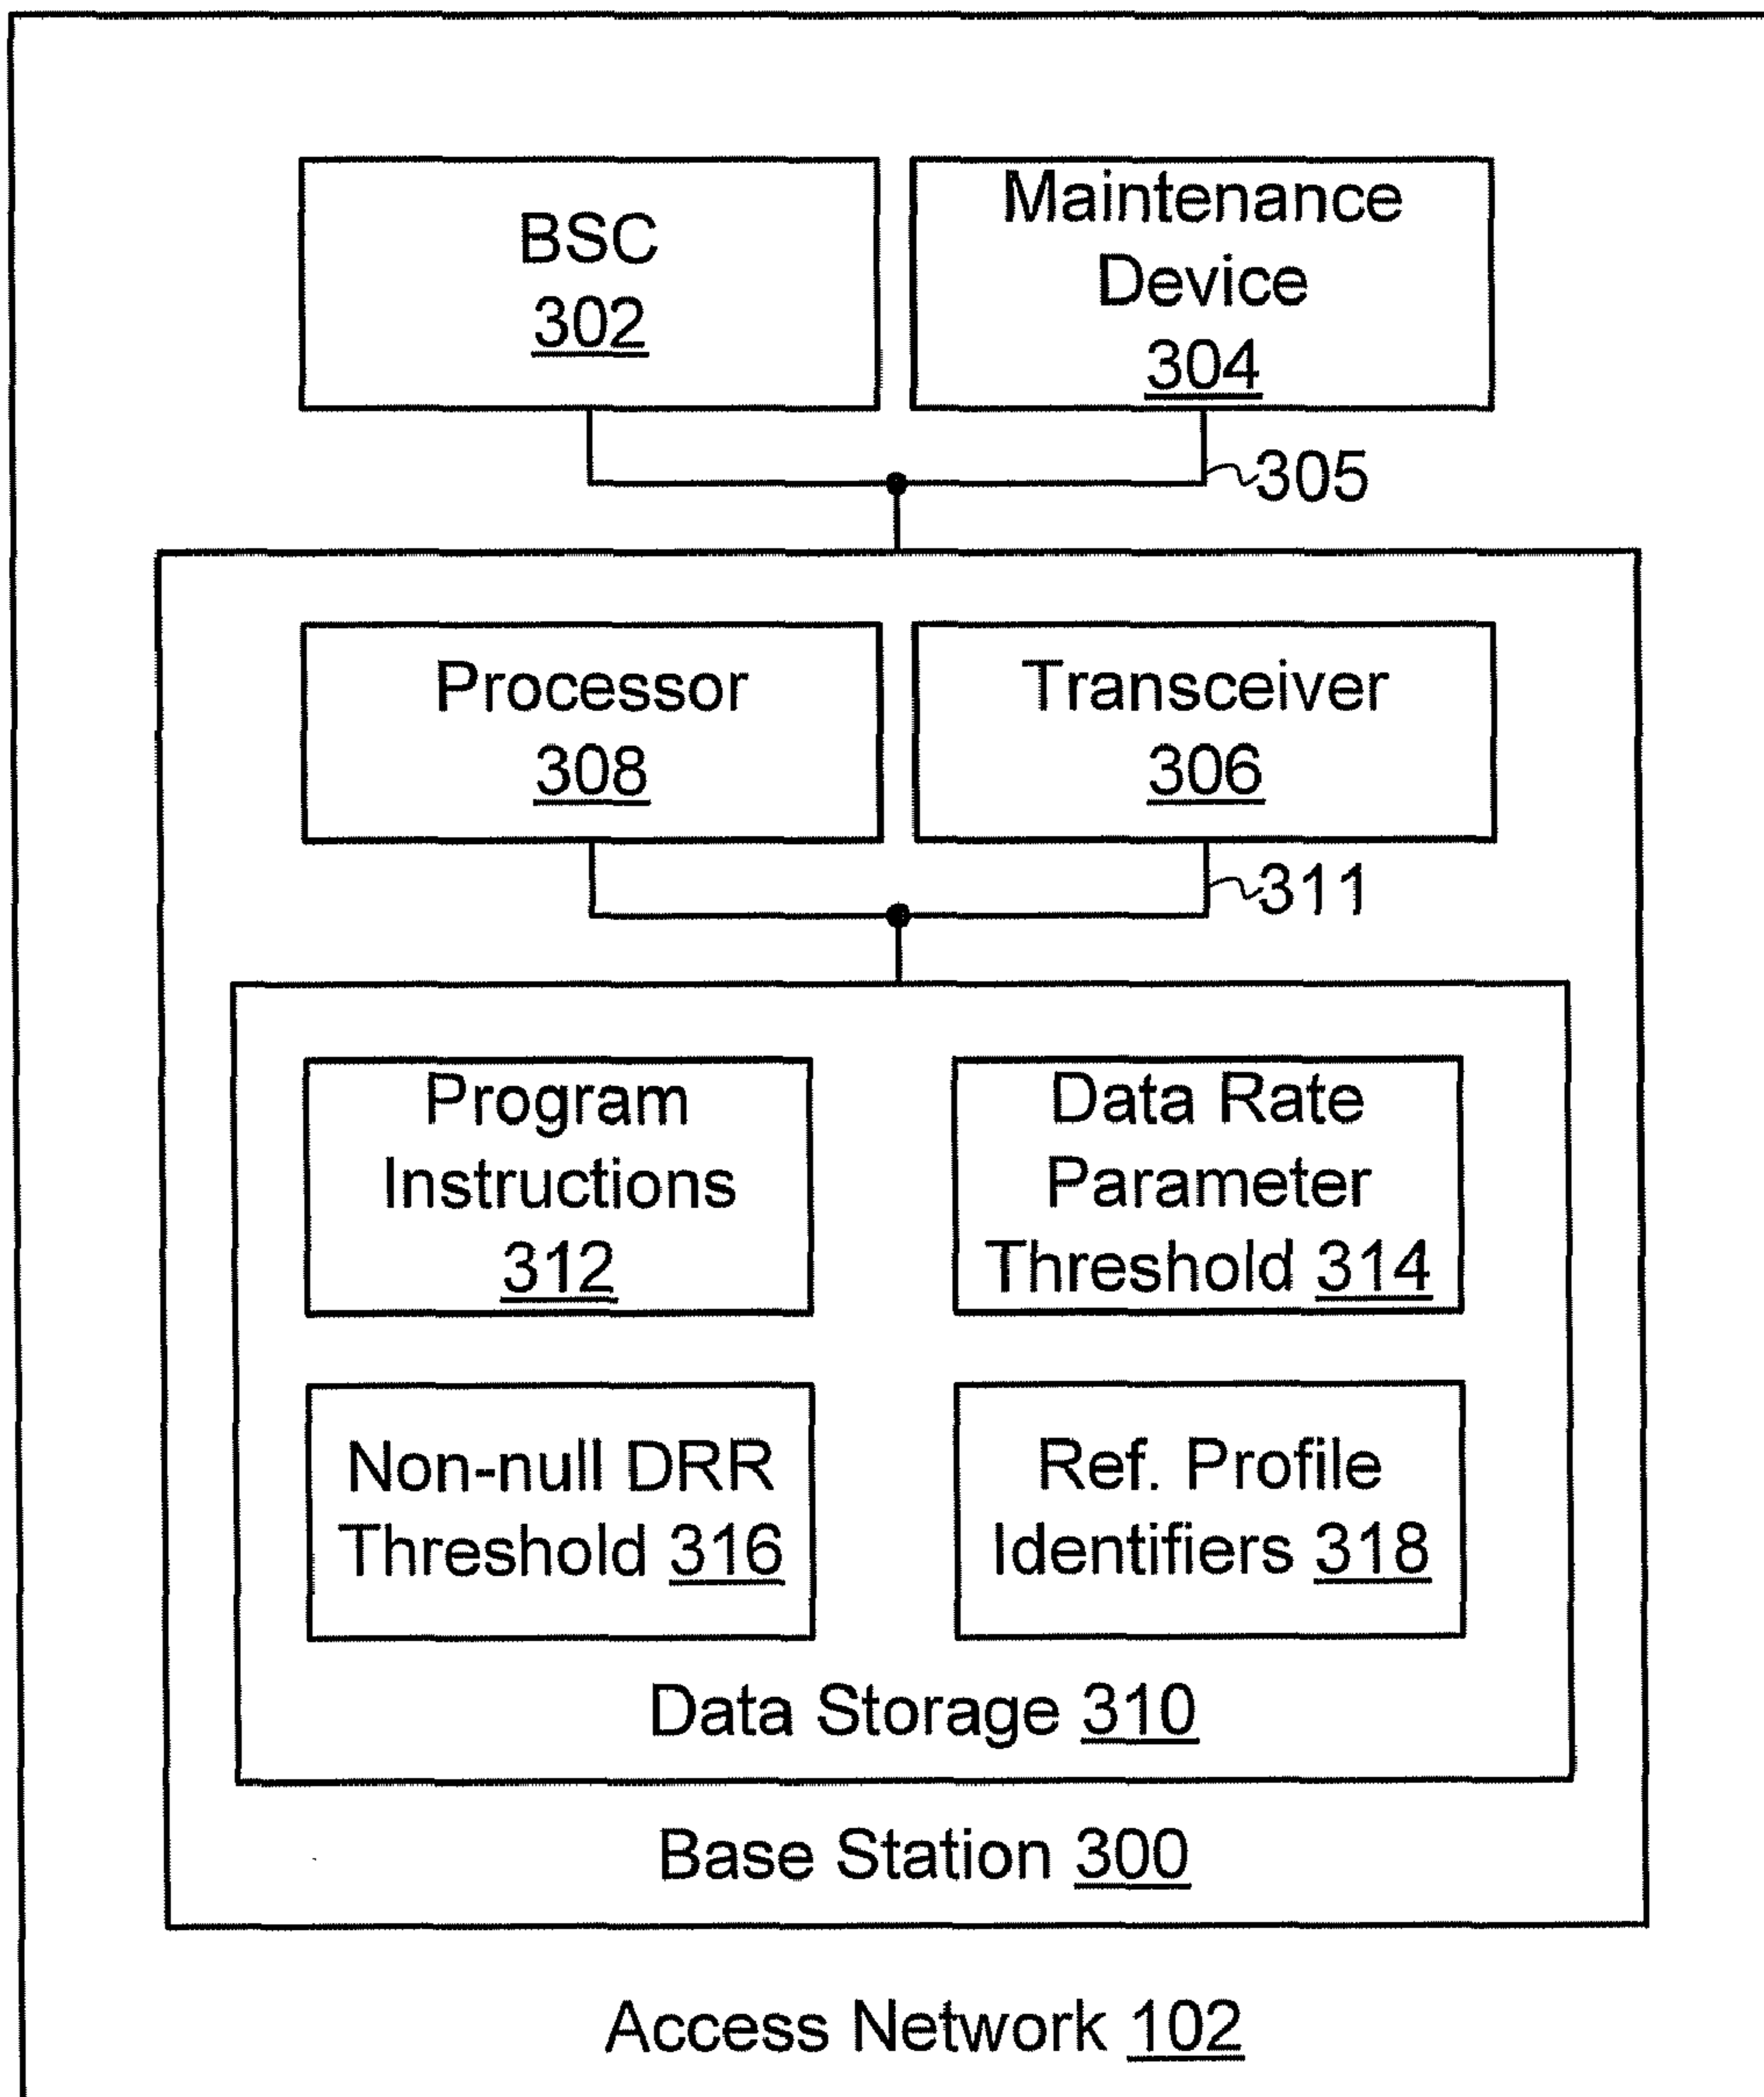 BSC
302
Maintenance
Device
304
305
Processor
308
Transceiver
306
311
Program
Instructions
312
Data Rate
Parameter
Threshold 314
Non-null DRR
Threshold 316
Ref. Profile
Identifiers 318
Data Storage 310
Base Station 300
Access Network 102